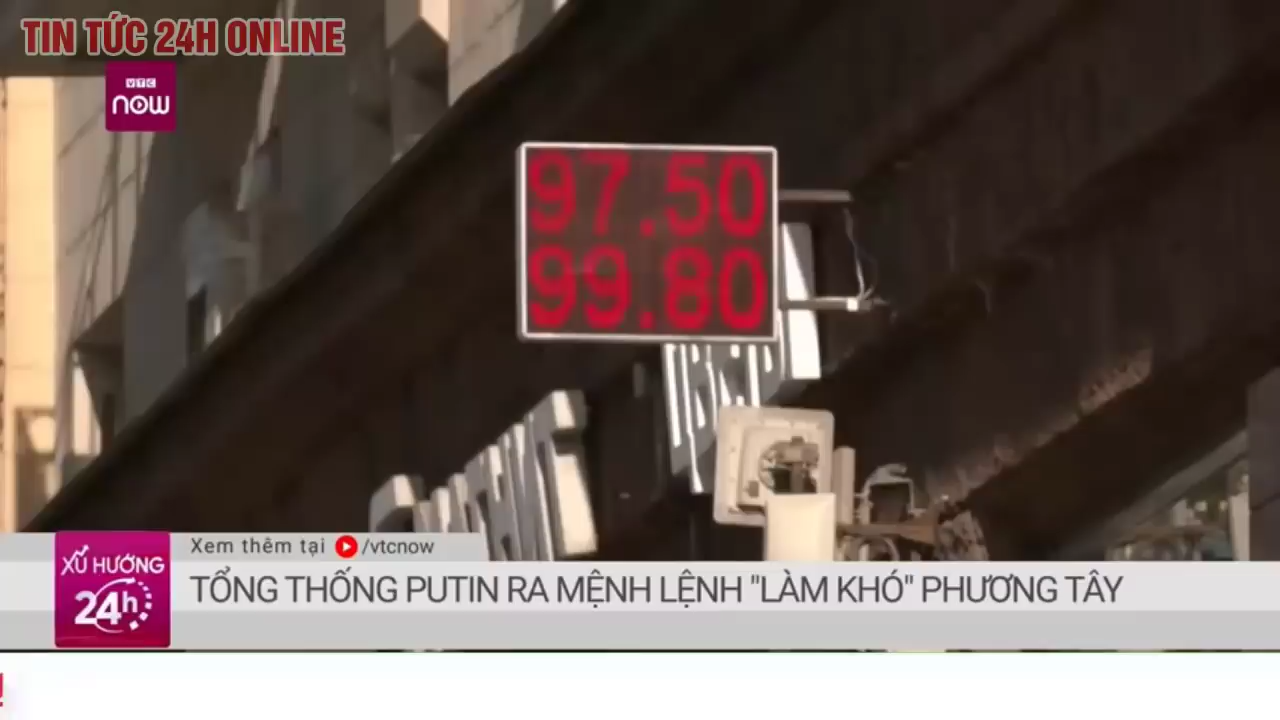 TIN TỨC 24H ONLINE
VTC
now
97.50
99.80
XU HƯỚNG
24h
Xem thêm tại /vtcnow
TỔNG THỐNG PUTIN RA MỆNH LỆNH "LÀM KHÓ" PHƯƠNG TÂY